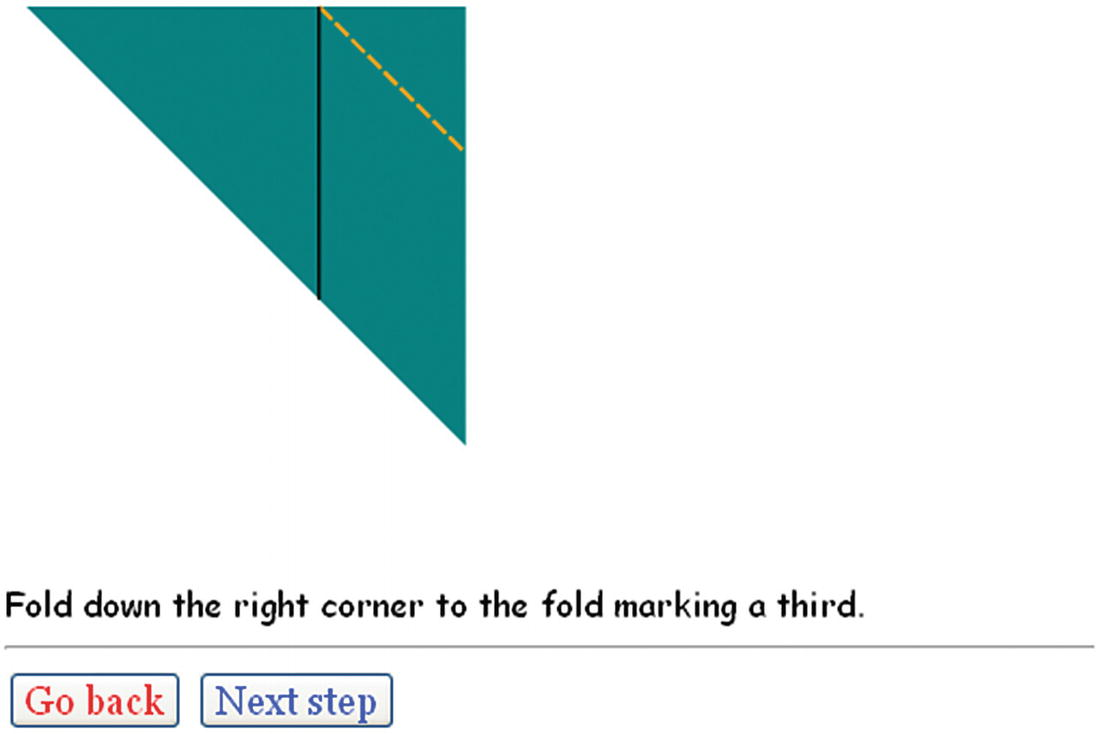 Fold down the right corner to the fold marking a third.
Go back Next step